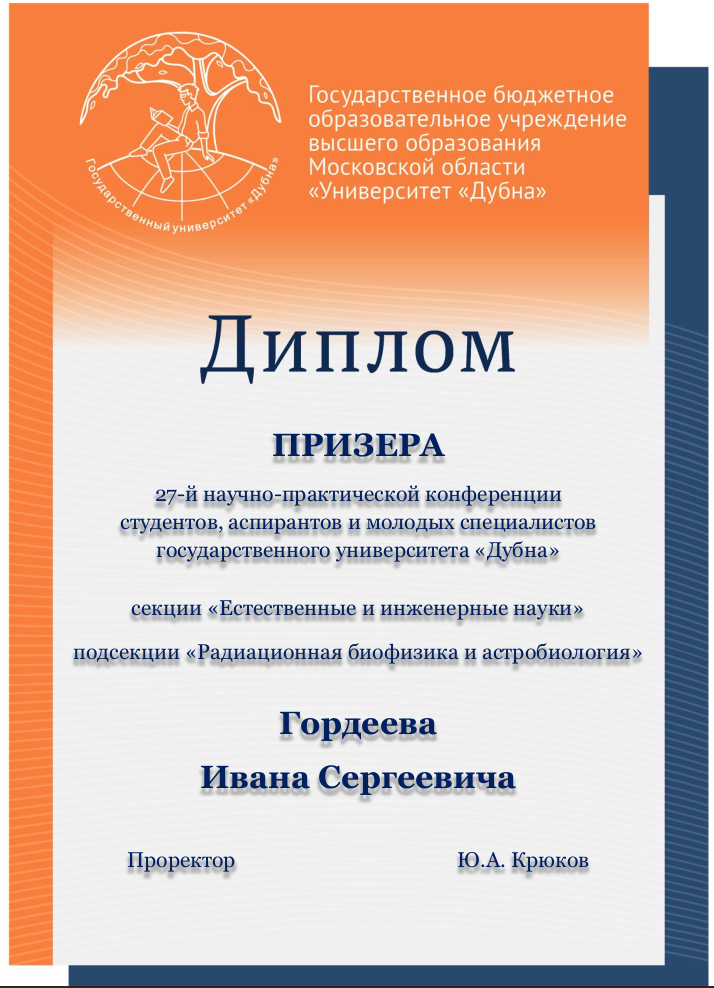 Государственный университет «Дубна»
Государственное бюджетное
образовательное учреждение
высшего образования
Московской области
«Университет «Дубна»
Диплом
ПРИЗЕРА
27-й научно-практической конференции
студентов, аспирантов и молодых специалистов
государственного университета «Дубна»
секции «Естественные и инженерные науки»
подсекции «Радиационная биофизика и астробиология»
Гордеева
Ивана Сергеевича
Проректор Ю.А. Крюков